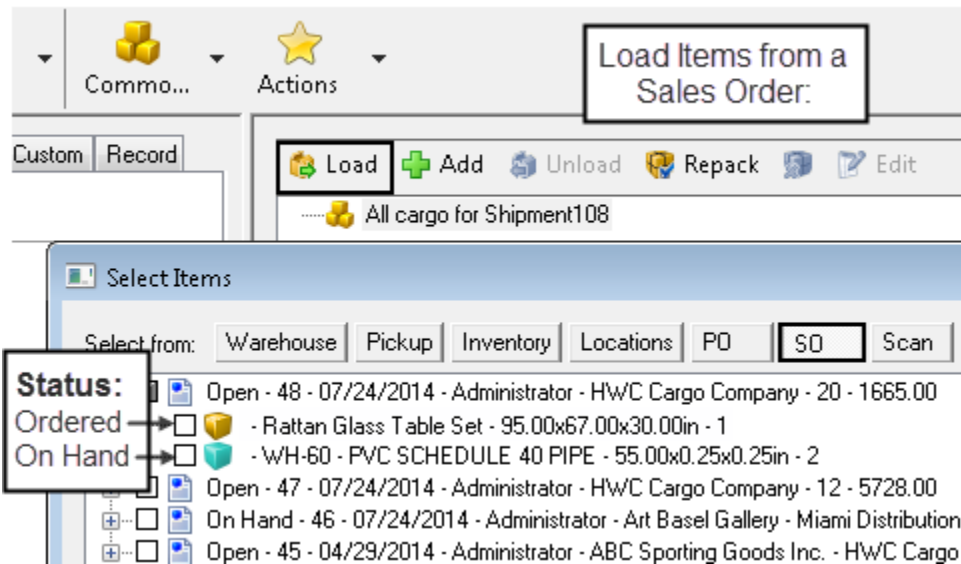 Commo...
Actions
Load Items from a
Sales Order:
Custom Record
Load Add Unload Repack Edit
All cargo for Shipment108
Select Items
Select from: Warehouse Pickup Inventory Locations PO SO Scan
Status:
Open - 48 - 07/24/2014 - Administrator - HWC Cargo Company - 20 - 1665.00
Ordered - Rattan Glass Table Set - 95.00x67.00x30.00in - 1
On Hand - WH-60 - PVC SCHEDULE 40 PIPE - 55.00x0.25x0.25in - 2
Open - 47 - 07/24/2014 - Administrator - HWC Cargo Company - 12 - 5728.00
On Hand - 46 - 07/24/2014 - Administrator - Art Basel Gallery - Miami Distribution
Open - 45 - 04/29/2014 - Administrator - ABC Sporting Goods Inc. - HWC Cargo